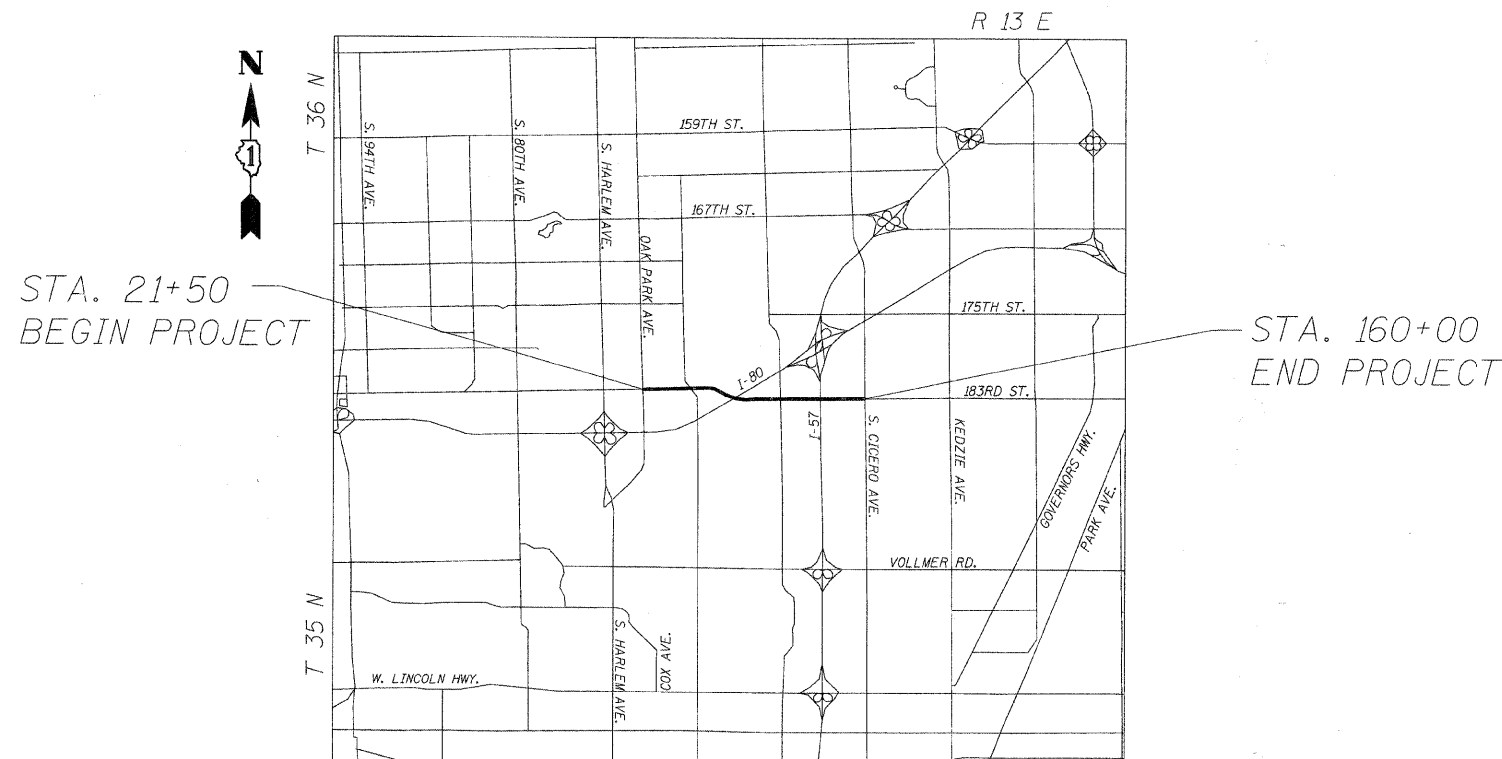 R 13 E
N
1
T 36 N
S. 94TH AVE.
S. 80TH AVE.
S. HARLEM AVE.
159TH ST.
167TH ST.
OAK PARK AVE.
STA. 21+50
BEGIN PROJECT
175TH ST.
STA. 160+00
END PROJECT
I-80
183RD ST.
I-57
S. CICERO AVE.
KEDZIE AVE.
GOVERNORS HWY.
PARK AVE.
VOLLMER RD.
T 35 N
S. HARLEM AVE.
COX AVE.
W. LINCOLN HWY.